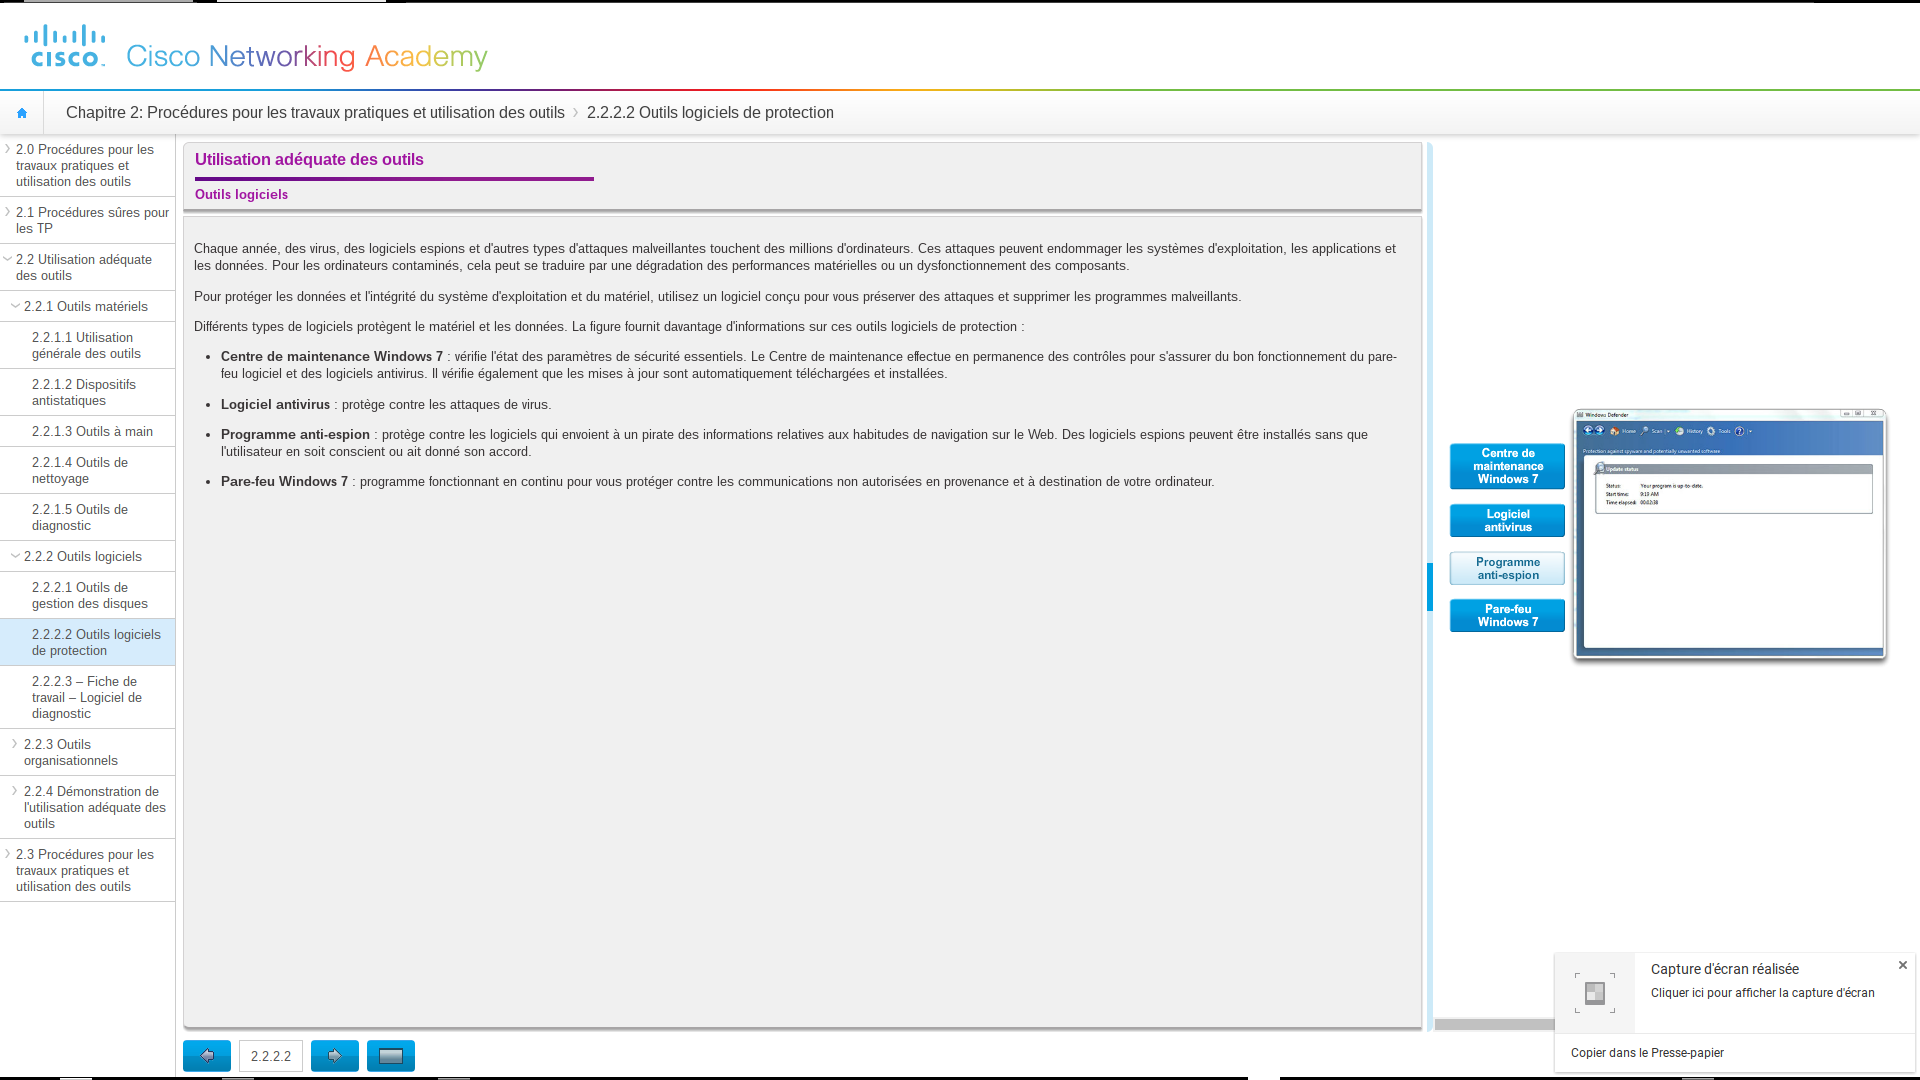 CISCO
Cisco Networking Academy
Chapitre 2: Procédures pour les travaux pratiques et utilisation des outils
2.2.2.2 Outils logiciels de protection
2.0 Procédures pour les
travaux pratiques et
utilisation des outils
2.1 Procédures sûres pour
les TP
2.2 Utilisation adéquate
des outils
2.2.1 Outils matériels
2.2.1.1 Utilisation
générale des outils
2.2.1.2 Dispositifs
antistatiques
2.2.1.3 Outils à main
2.2.1.4 Outils de
nettoyage
2.2.1.5 Outils de
diagnostic
2.2.2 Outils logiciels
2.2.2.1 Outils de
gestion des disques
2.2.2.2 Outils logiciels
de protection
2.2.2.3 – Fiche de
travail – Logiciel de
diagnostic
2.2.3 Outils
organisationnels
2.2.4 Démonstration de
l'utilisation adéquate des
outils
2.3 Procédures pour les
travaux pratiques et
utilisation des outils
Utilisation adéquate des outils
Outils logiciels
Chaque année, des virus, des logiciels espions et d'autres types d'attaques malveillantes touchent des millions d'ordinateurs. Ces attaques peuvent endommager les systèmes d'exploitation, les applications et
les données. Pour les ordinateurs contaminés, cela peut se traduire par une dégradation des performances matérielles ou un dysfonctionnement des composants.
Pour protéger les données et l'intégrité du système d'exploitation et du matériel, utilisez un logiciel conçu pour vous préserver des attaques et supprimer les programmes malveillants.
Différents types de logiciels protègent le matériel et les données. La figure fournit davantage d'informations sur ces outils logiciels de protection :
• Centre de maintenance Windows 7 : vérifie l'état des paramètres de sécurité essentiels. Le Centre de maintenance effectue en permanence des contrôles pour s'assurer du bon fonctionnement du pare-
feu logiciel et des logiciels antivirus. Il vérifie également que les mises à jour sont automatiquement téléchargées et installées.
• Logiciel antivirus : protège contre les attaques de virus.
• Programme anti-espion : protège contre les logiciels qui envoient à un pirate des informations relatives aux habitudes de navigation sur le Web. Des logiciels espions peuvent être installés sans que
l'utilisateur en soit conscient ou ait donné son accord.
• Pare-feu Windows 7 : programme fonctionnant en continu pour vous protéger contre les communications non autorisées en provenance et à destination de votre ordinateur.
2.2.2.2
Centre de
maintenance
Windows 7
Logiciel
antivirus
Programme
anti-espion
Pare-feu
Windows 7
Windows Defender
Home Scan History Tools
Protection against spyware and potentially unwanted software
Update status
Status: Your program is up-to-date.
Start time: 9:19 AM
Time elapsed: 00:02:38
Capture d'écran réalisée
Cliquer ici pour afficher la capture d'écran
Copier dans le Presse-papier